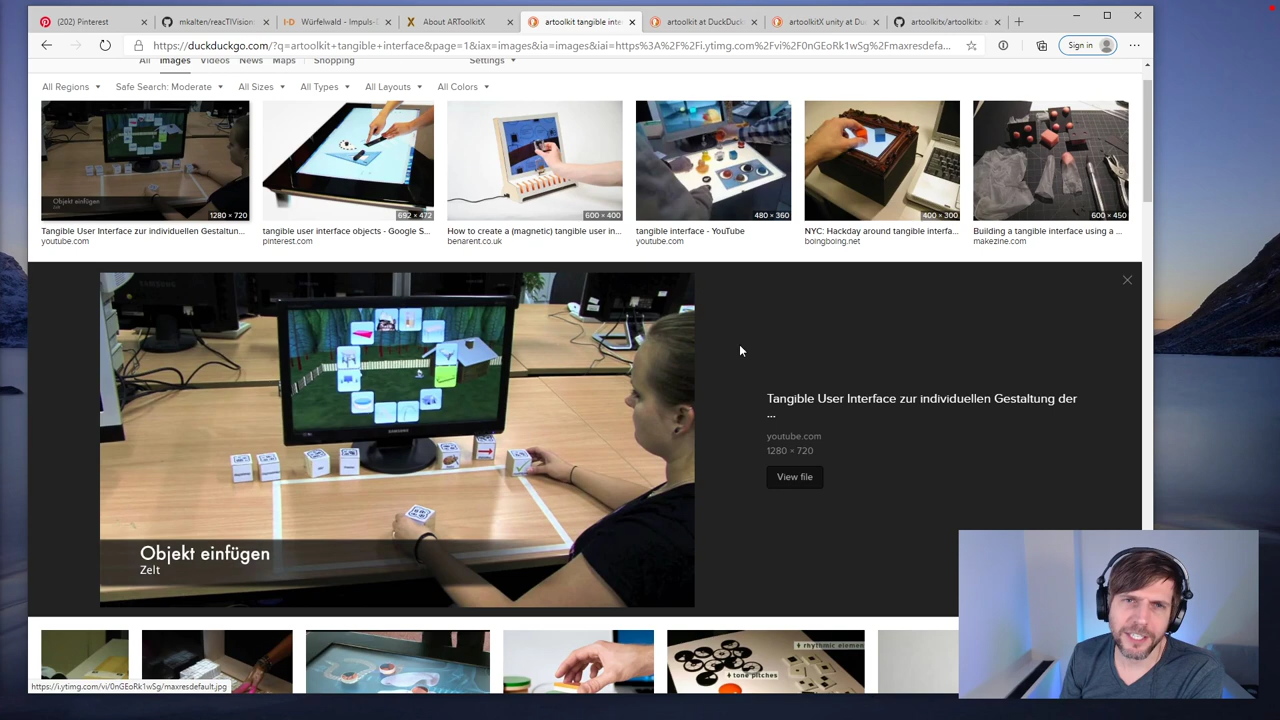 (202) Pinterest
mkalten/reacTIVision
Würfelwald - Impuls-
About ARToolkitX
artoolkit tangible inte
artoolkit at DuckDuc
artoolkitX unity at Du
artoolkitx/artoolkitx a
https://duckduckgo.com/?q=artoolkit+tangible+interface&page=1&iax=images&ia=images&iai=https%3A%2F%2Fi.ytimg.com%2Fvi%2F0nGEoRk1wSg%2Fmaxresdefa...
Sign in
All Images Videos News Maps Shopping Settings
All Regions Safe Search: Moderate All Sizes All Types All Layouts All Colors
Objekt einfügen
1280 × 720
692 × 472
600 × 400
480 × 360
400 × 300
600 × 450
Tangible User Interface zur individuellen Gestaltun...
youtube.com
tangible user interface objects - Google S...
pinterest.com
How to create a (magnetic) tangible user in...
benarent.co.uk
tangible interface - YouTube
youtube.com
NYC: Hackday around tangible interfa...
boingboing.net
Building a tangible interface using a ...
makezine.com
SAMSUNG
Objekt einfügen
Zelt
Tangible User Interface zur individuellen Gestaltung der
...
youtube.com
1280 × 720
View file
rhythmic elemen
tone pitches
https://i.ytimg.com/vi/0nGEoRk1wSg/maxresdefault.jpg